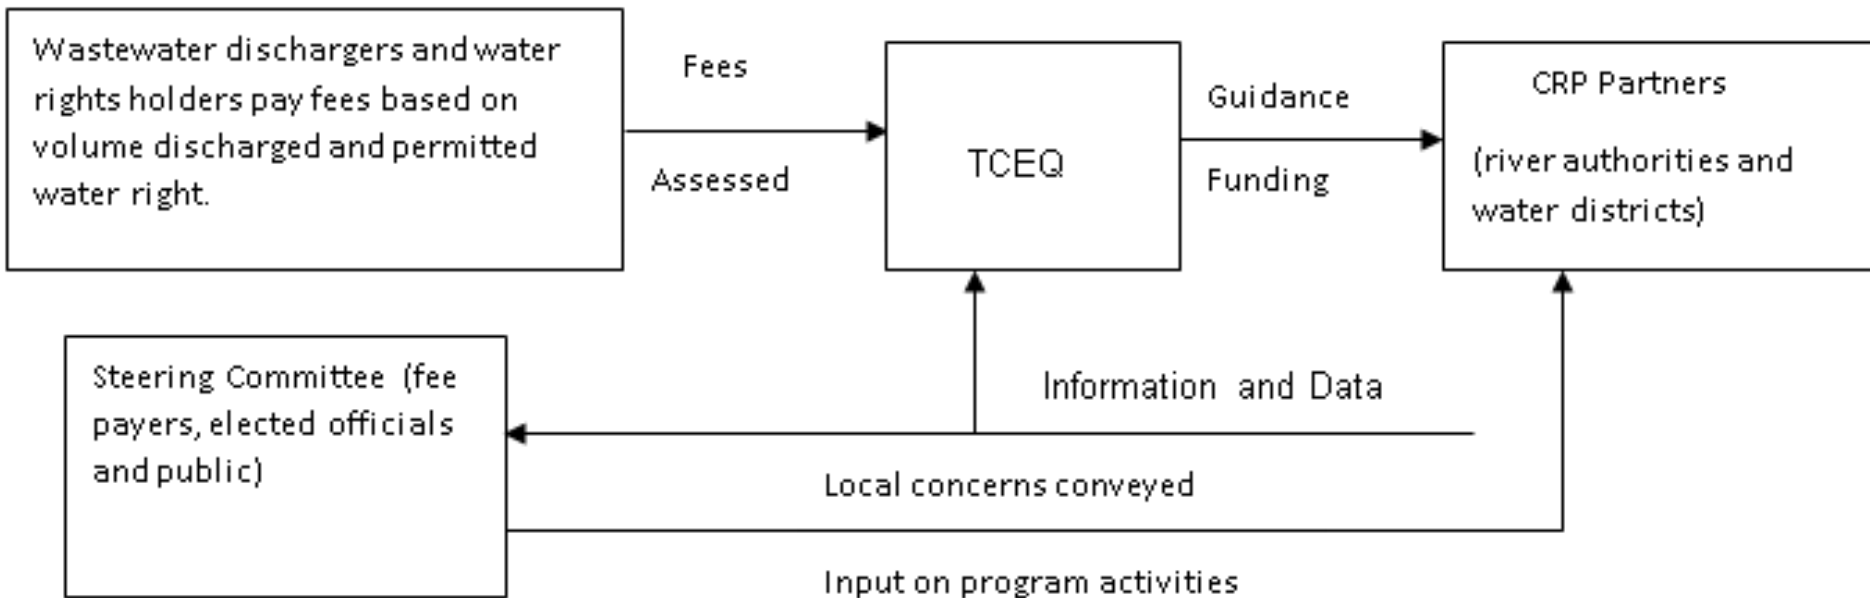 Wastewater dischargers and water
rights holders pay fees based on
volume discharged and permitted
water right.
Fees
Assessed
TCEQ
Guidance
Funding
CRP Partners
(river authorities and
water districts)
Steering Committee (fee
payers, elected officials
and public)
Information and Data
Local concerns conveyed
Input on program activities